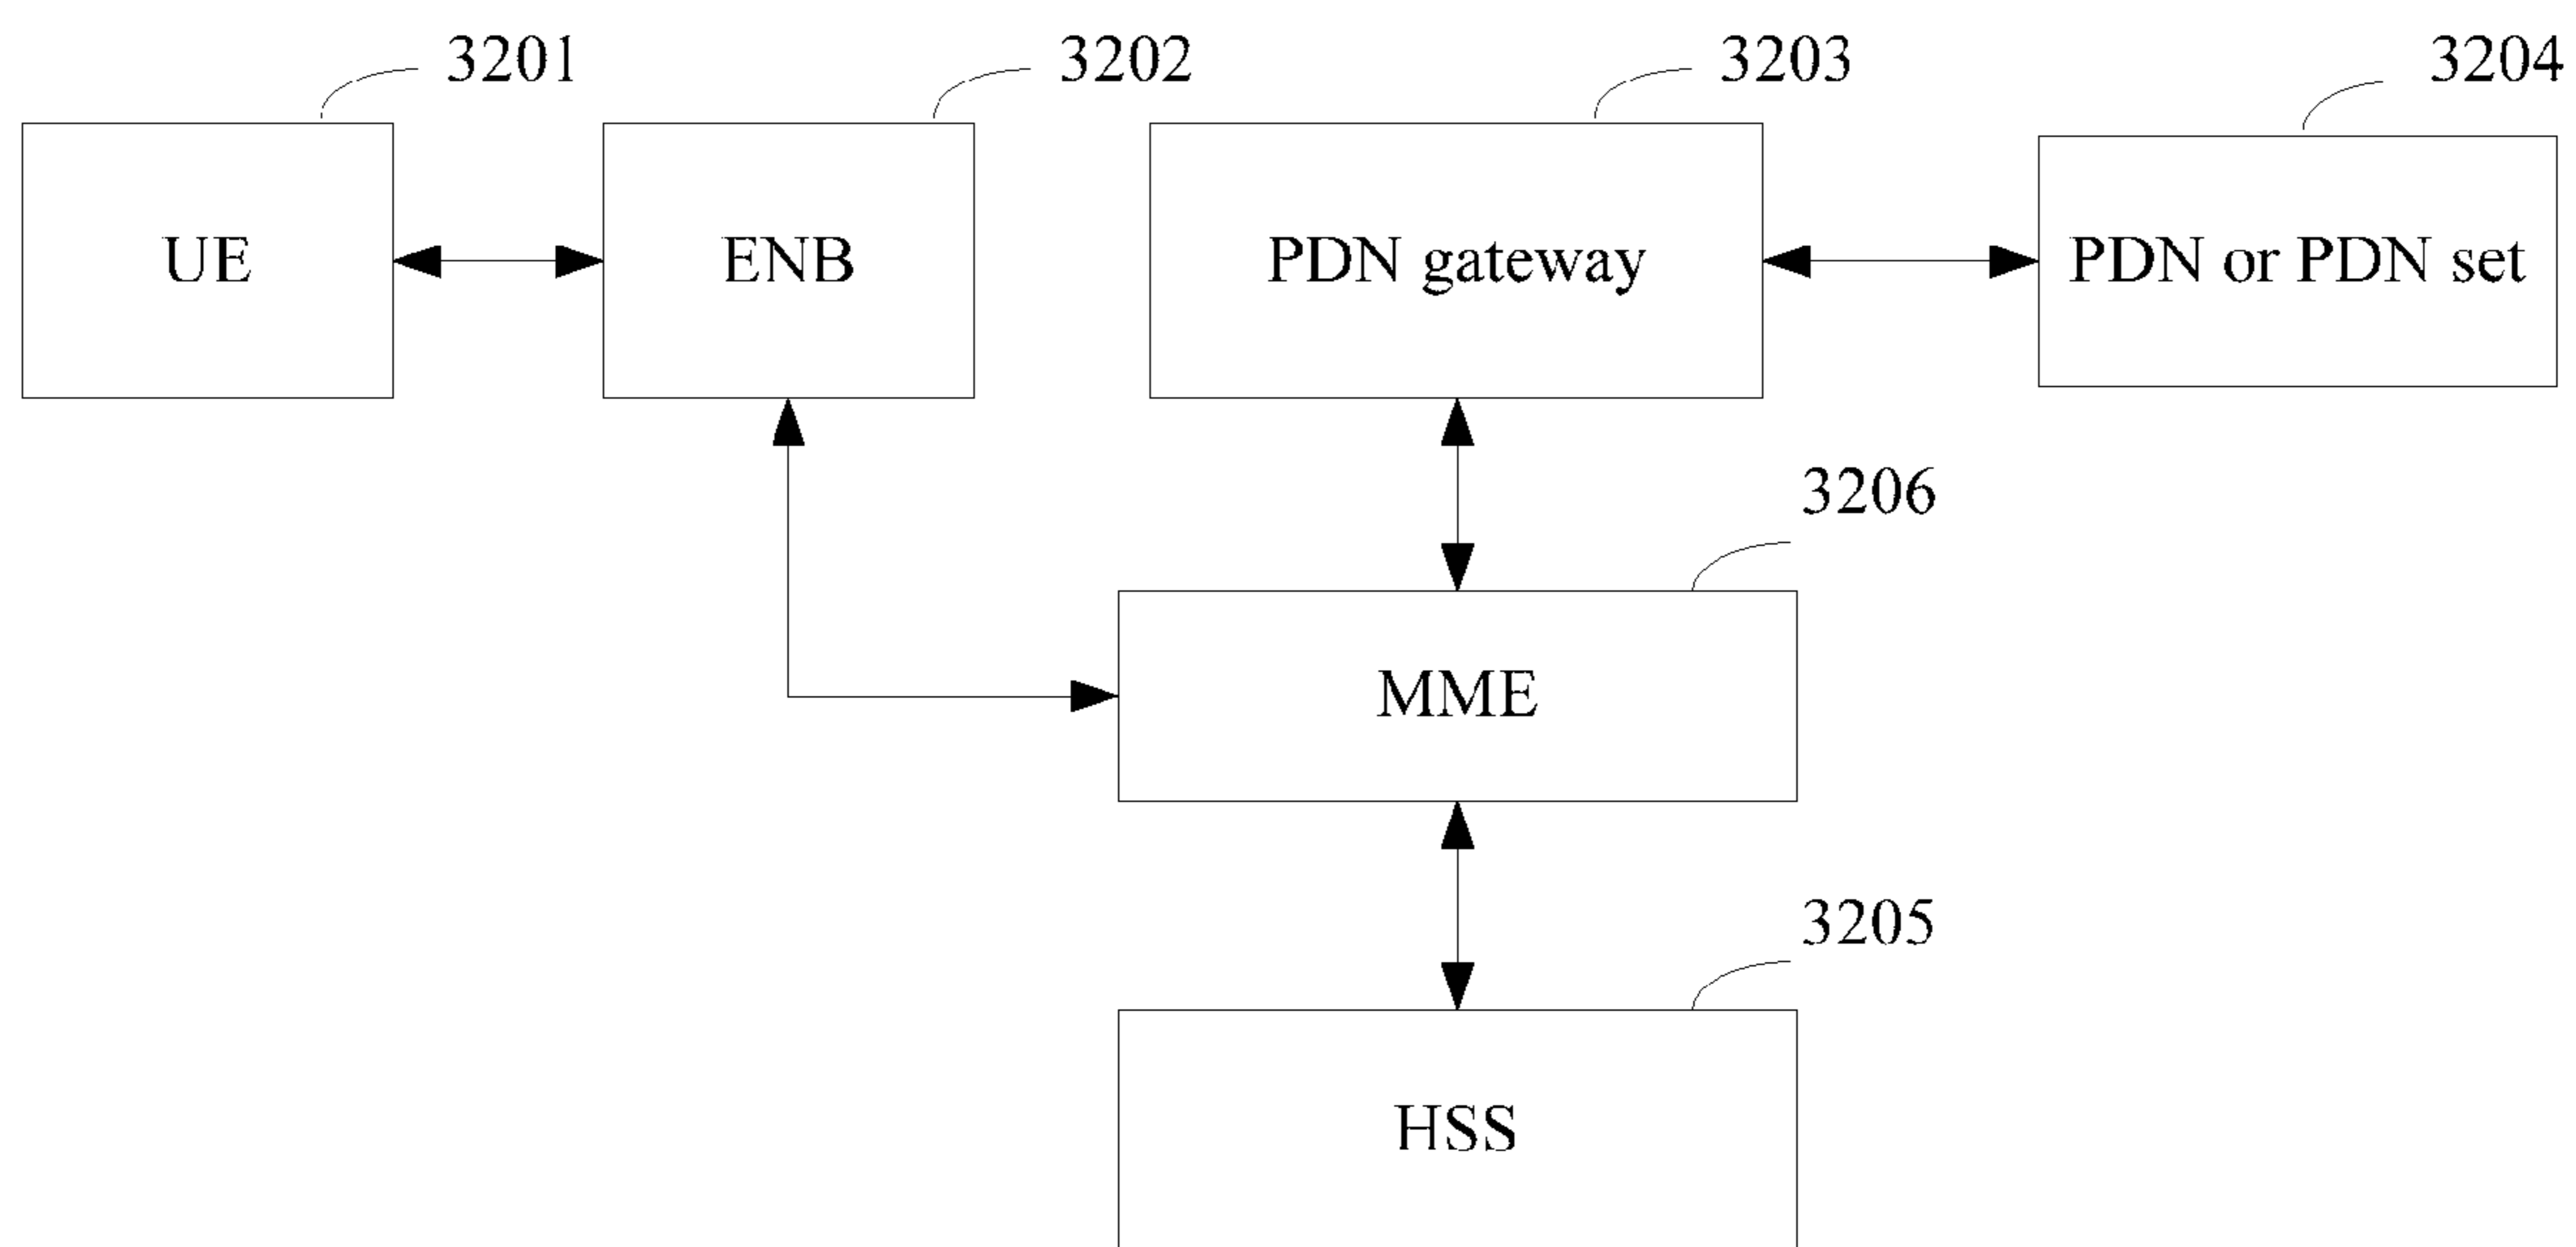 3201
3202
3203
3204
UE
ENB
PDN gateway
PDN or PDN set
3206
MME
3205
HSS